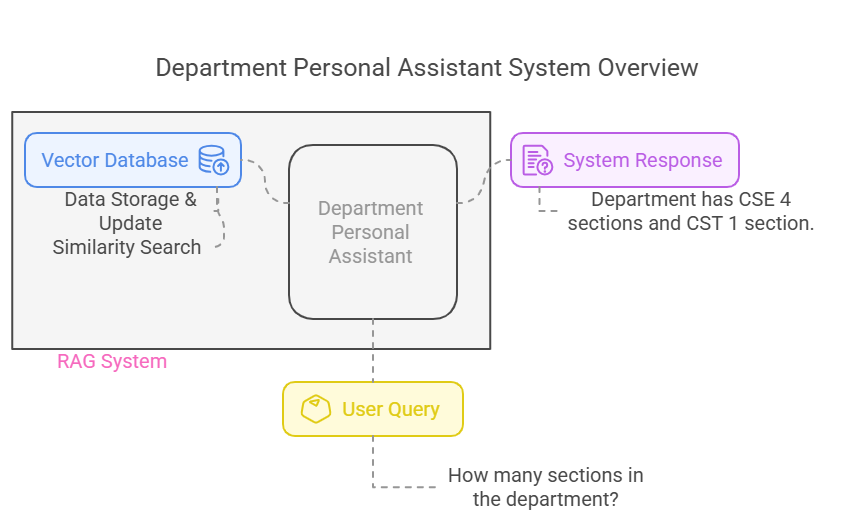 Department Personal Assistant System Overview
Vector Database
Data Storage &
Update
Similarity Search
Department
Personal
Assistant
System Response
Department has CSE 4
sections and CST 1 section.
RAG System
User Query
How many sections in
the department?